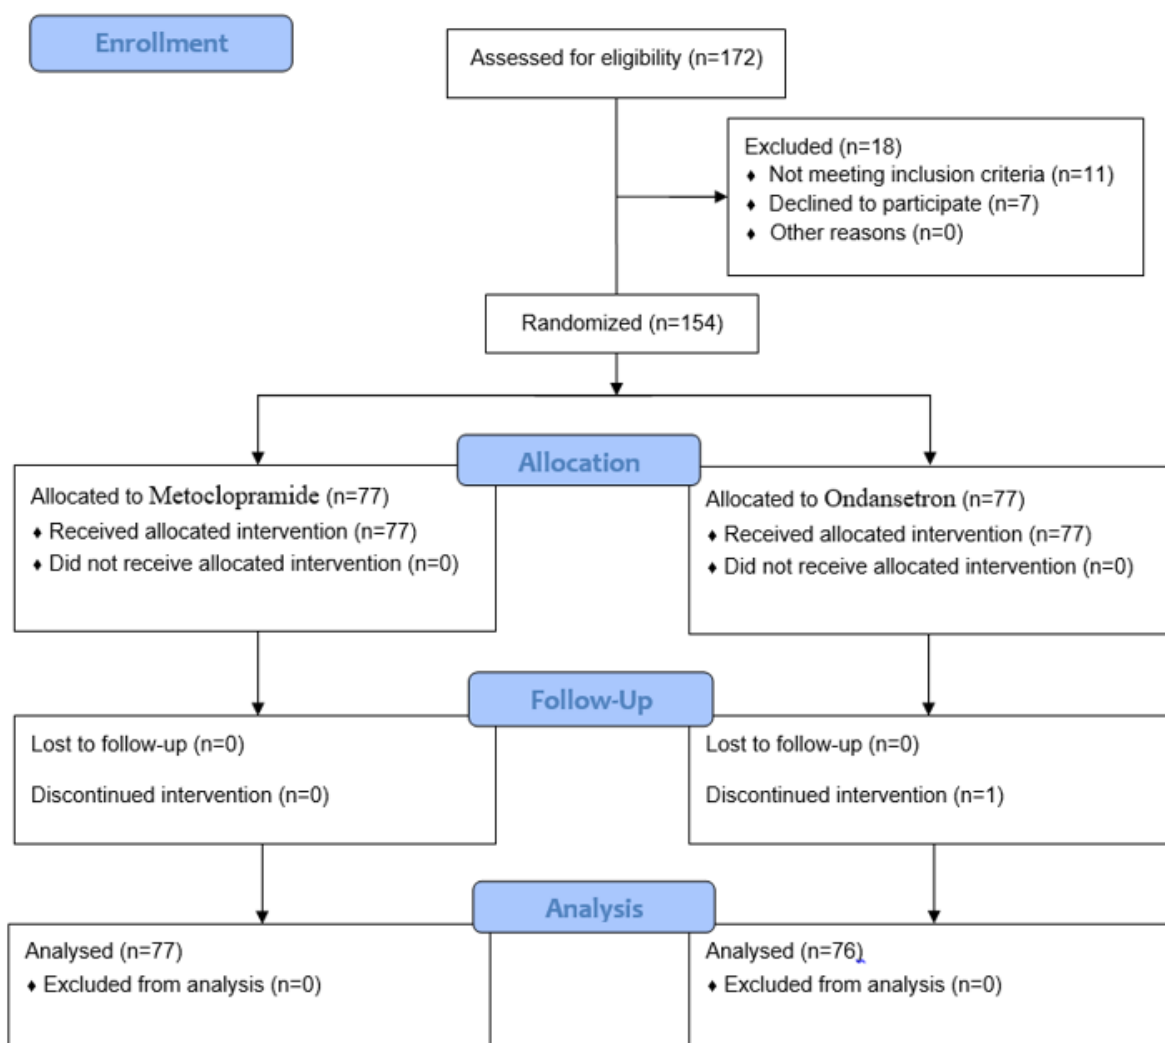 Enrollment
Assessed for eligibility (n=172)
Excluded (n=18)
♦ Not meeting inclusion criteria (n=11)
♦ Declined to participate (n=7)
♦ Other reasons (n=0)
Randomized (n=154)
Allocation
Allocated to Metoclopramide (n=77)
♦ Received allocated intervention (n=77)
♦ Did not receive allocated intervention (n=0)
Allocated to Ondansetron (n=77)
♦ Received allocated intervention (n=77)
♦ Did not receive allocated intervention (n=0)
Follow-Up
Lost to follow-up (n=0)
Discontinued intervention (n=0)
Lost to follow-up (n=0)
Discontinued intervention (n=1)
Analysis
Analysed (n=77)
♦ Excluded from analysis (n=0)
Analysed (n=76)
♦ Excluded from analysis (n=0)